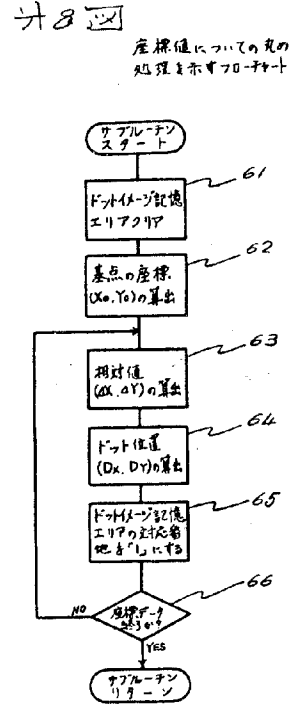 第8図
座標値についての丸め
処理を示すフローチャート
サブルーチン
スタート
61
ドットイメージ記憶
エリアクリア
62
基点の座標
(X0, Y0)の算出
63
相対値
(ΔX, ΔY)の算出
64
ドット位置
(DX, DY)の算出
65
ドットイメージ記憶
エリアの対応番
地を「1」にする
66
NO
座標データ
終りか?
YES
サブルーチン
リターン